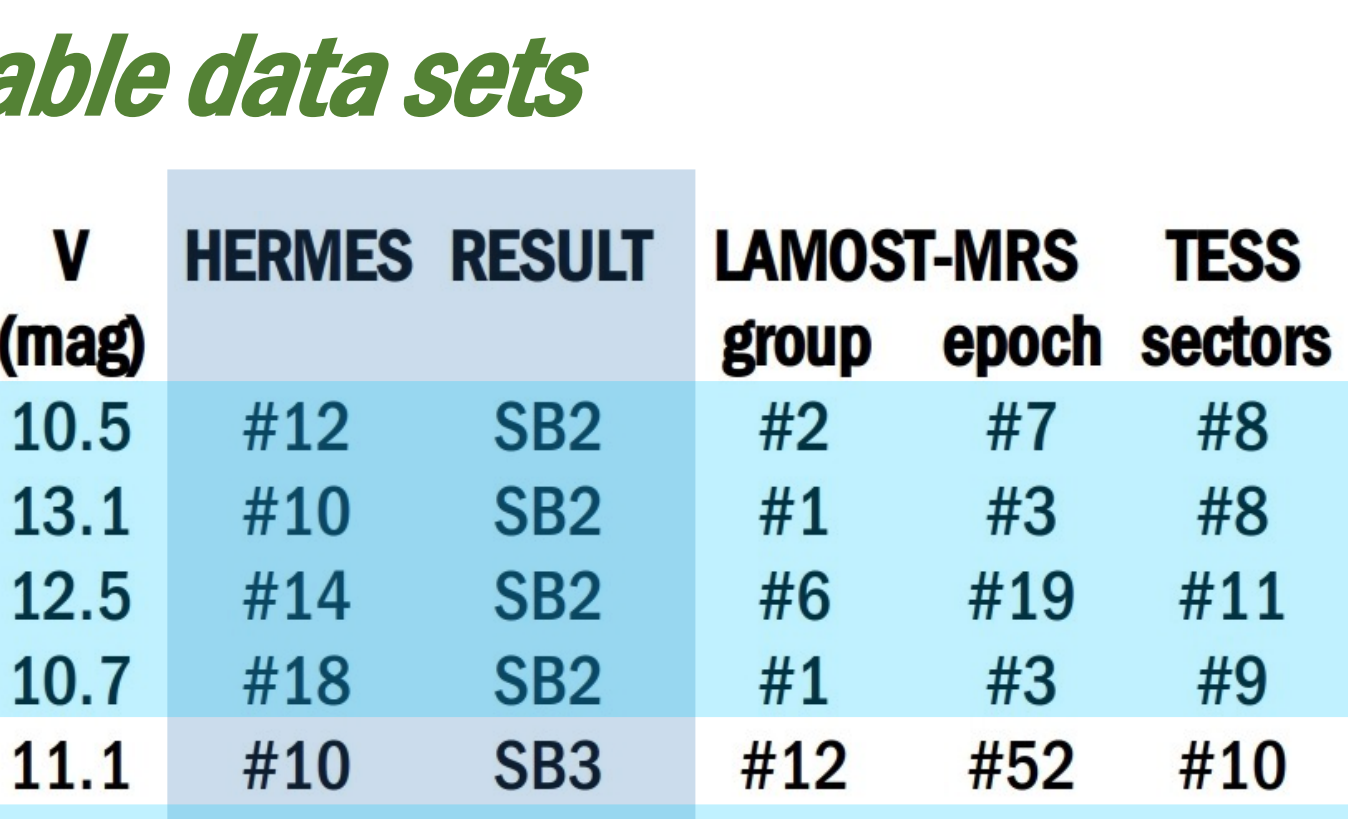 able data sets
V HERMES RESULT LAMOST-MRS TESS
(mag) group epoch sectors
10.5 #12 SB2 #2 #7 #8
13.1 #10 SB2 #1 #3 #8
12.5 #14 SB2 #6 #19 #11
10.7 #18 SB2 #1 #3 #9
11.1 #10 SB3 #12 #52 #10